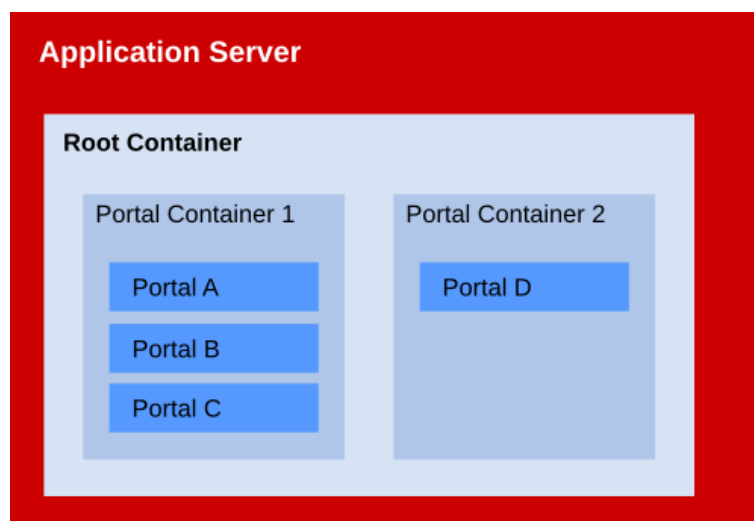 Application Server
Root Container
Portal Container 1
Portal A
Portal B
Portal C
Portal Container 2
Portal D